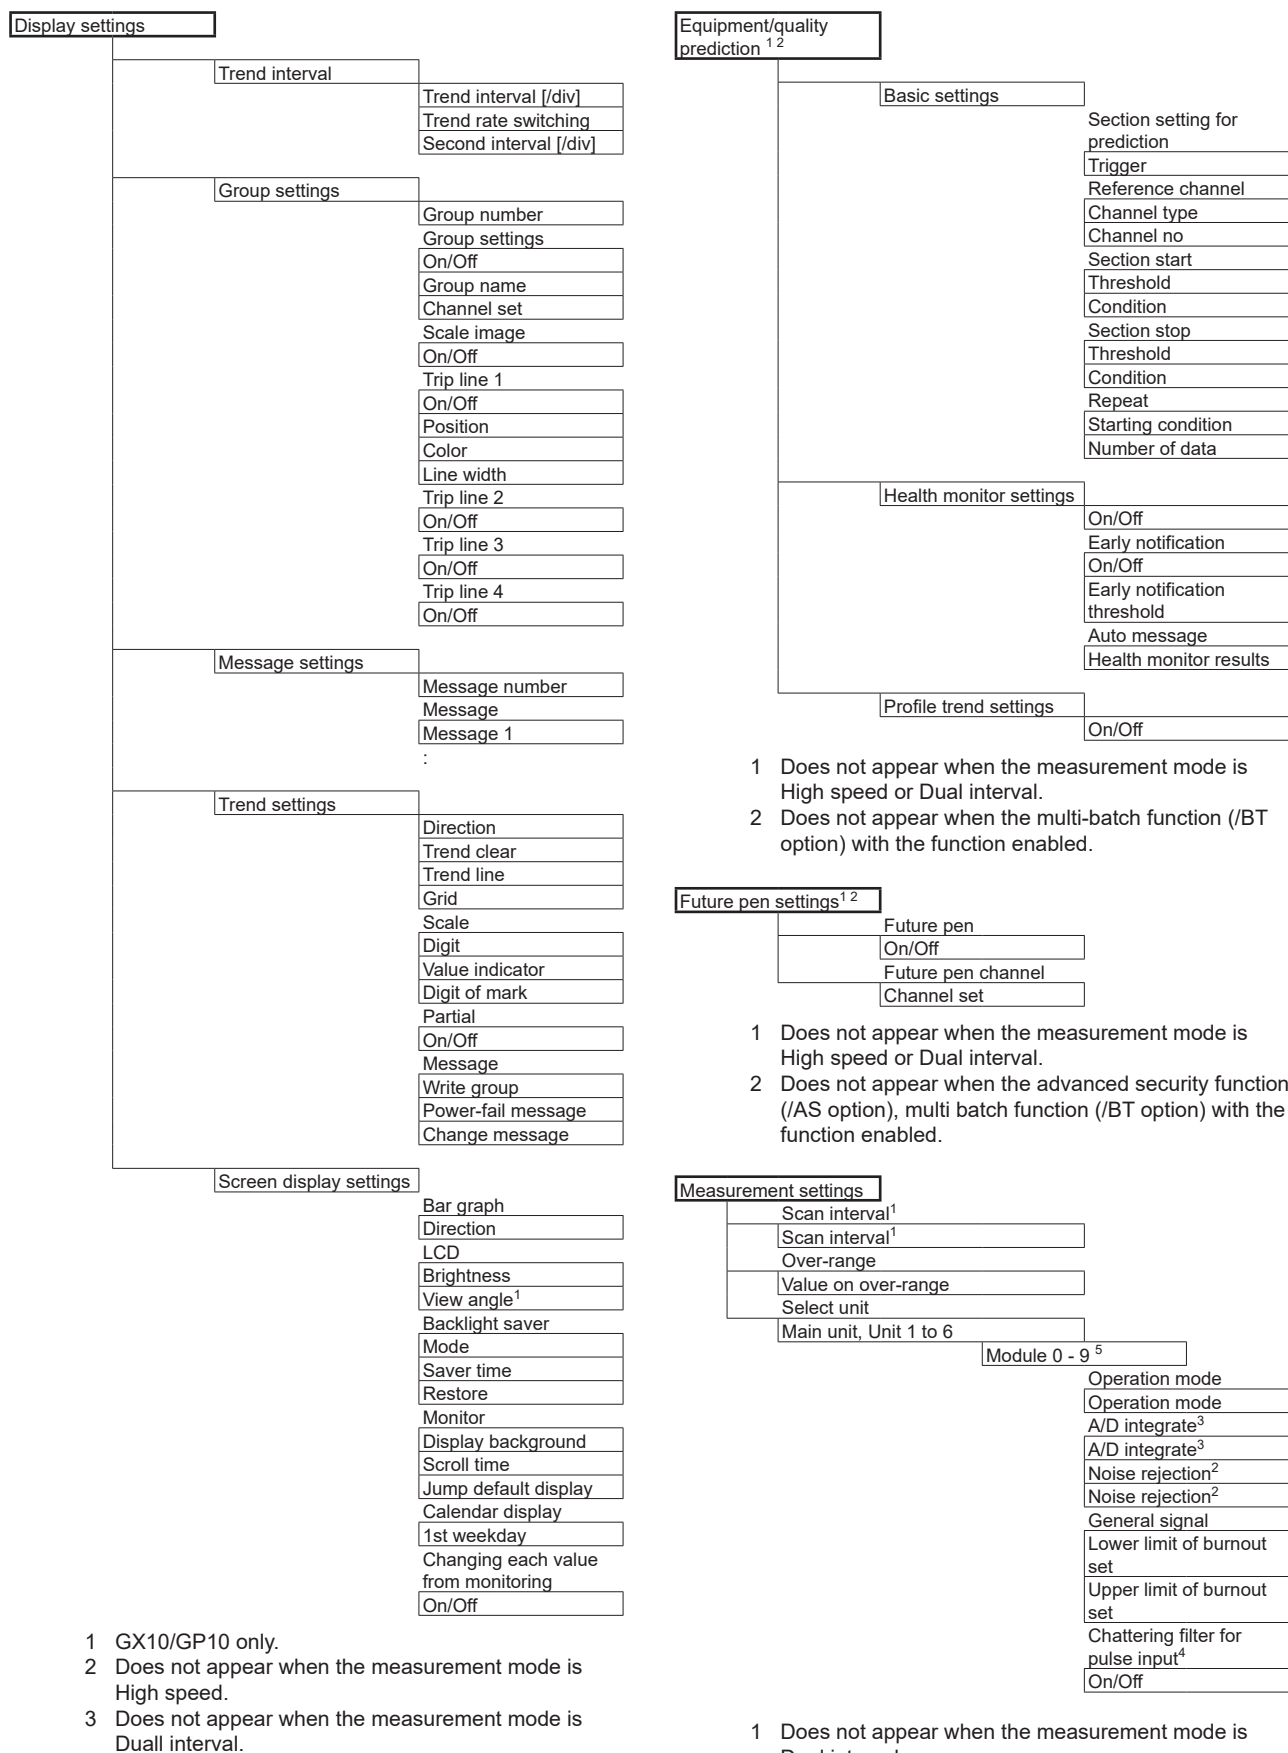 Display settings
Trend interval
Trend interval [/div]
Trend rate switching
Second interval [/div]
Group settings
Group number
Group settings
On/Off
Group name
Channel set
Scale image
On/Off
Trip line 1
On/Off
Position
Color
Line width
Trip line 2
On/Off
Trip line 3
On/Off
Trip line 4
On/Off
Message settings
Message number
Message
Message 1
:
Trend settings
Direction
Trend clear
Trend line
Grid
Scale
Digit
Value indicator
Digit of mark
Partial
On/Off
Message
Write group
Power-fail message
Change message
Screen display settings
Bar graph
Direction
LCD
Brightness
View angle1
Backlight saver
Mode
Saver time
Restore
Monitor
Display background
Scroll time
Jump default display
Calendar display
1st weekday
Changing each value
from monitoring
On/Off
1 GX10/GP10 only.
2 Does not appear when the measurement mode is
High speed.
3 Does not appear when the measurement mode is
Duall interval.
Equipment/quality
prediction 1 2
Basic settings
Section setting for
prediction
Trigger
Reference channel
Channel type
Channel no
Section start
Threshold
Condition
Section stop
Threshold
Condition
Repeat
Starting condition
Number of data
Health monitor settings
On/Off
Early notification
On/Off
Early notification
threshold
Auto message
Health monitor results
Profile trend settings
On/Off
1 Does not appear when the measurement mode is
High speed or Dual interval.
2 Does not appear when the multi-batch function (/BT
option) with the function enabled.
Future pen settings1 2
Future pen
On/Off
Future pen channel
Channel set
1 Does not appear when the measurement mode is
High speed or Dual interval.
2 Does not appear when the advanced security function
(/AS option), multi batch function (/BT option) with the
function enabled.
Measurement settings
Scan interval1
Scan interval1
Over-range
Value on over-range
Select unit
Main unit, Unit 1 to 6
Module 0 - 9 5
Operation mode
Operation mode
A/D integrate3
A/D integrate3
Noise rejection2
Noise rejection2
General signal
Lower limit of burnout
set
Upper limit of burnout
set
Chattering filter for
pulse input4
On/Off
1 Does not appear when the measurement mode is